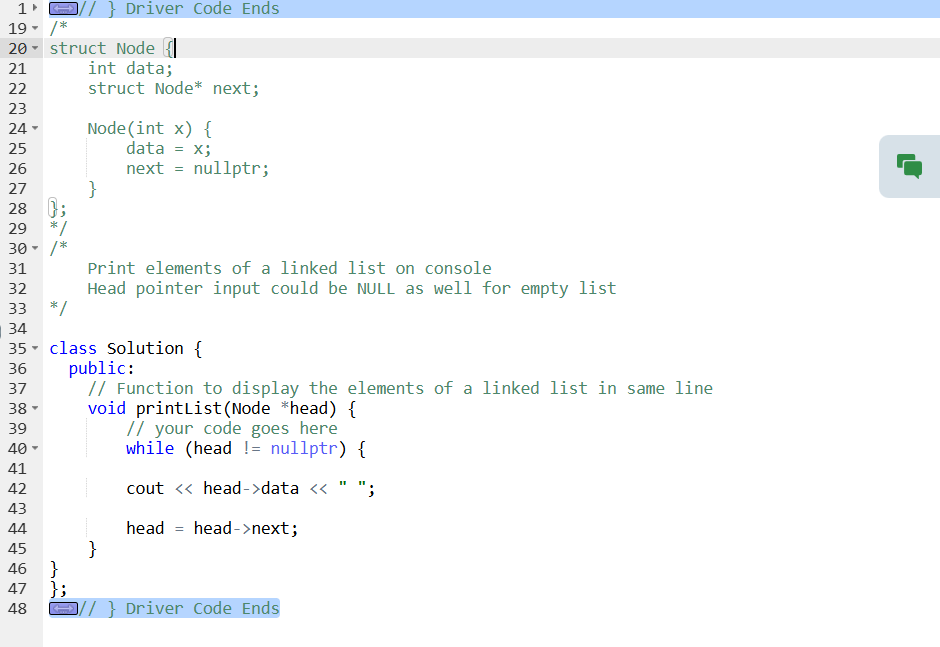 1 // } Driver Code Ends
19 /*
20 struct Node {
21     int data;
22     struct Node* next;
23
24     Node(int x) {
25         data = x;
26         next = nullptr;
27     }
28 };
29 */
30 /*
31     Print elements of a linked list on console
32     Head pointer input could be NULL as well for empty list
33 */
34
35 class Solution {
36   public:
37     // Function to display the elements of a linked list in same line
38     void printList(Node *head) {
39         // your code goes here
40         while (head != nullptr) {
41
42         cout << head->data << " ";
43
44         head = head->next;
45     }
46 }
47 };
48 // } Driver Code Ends